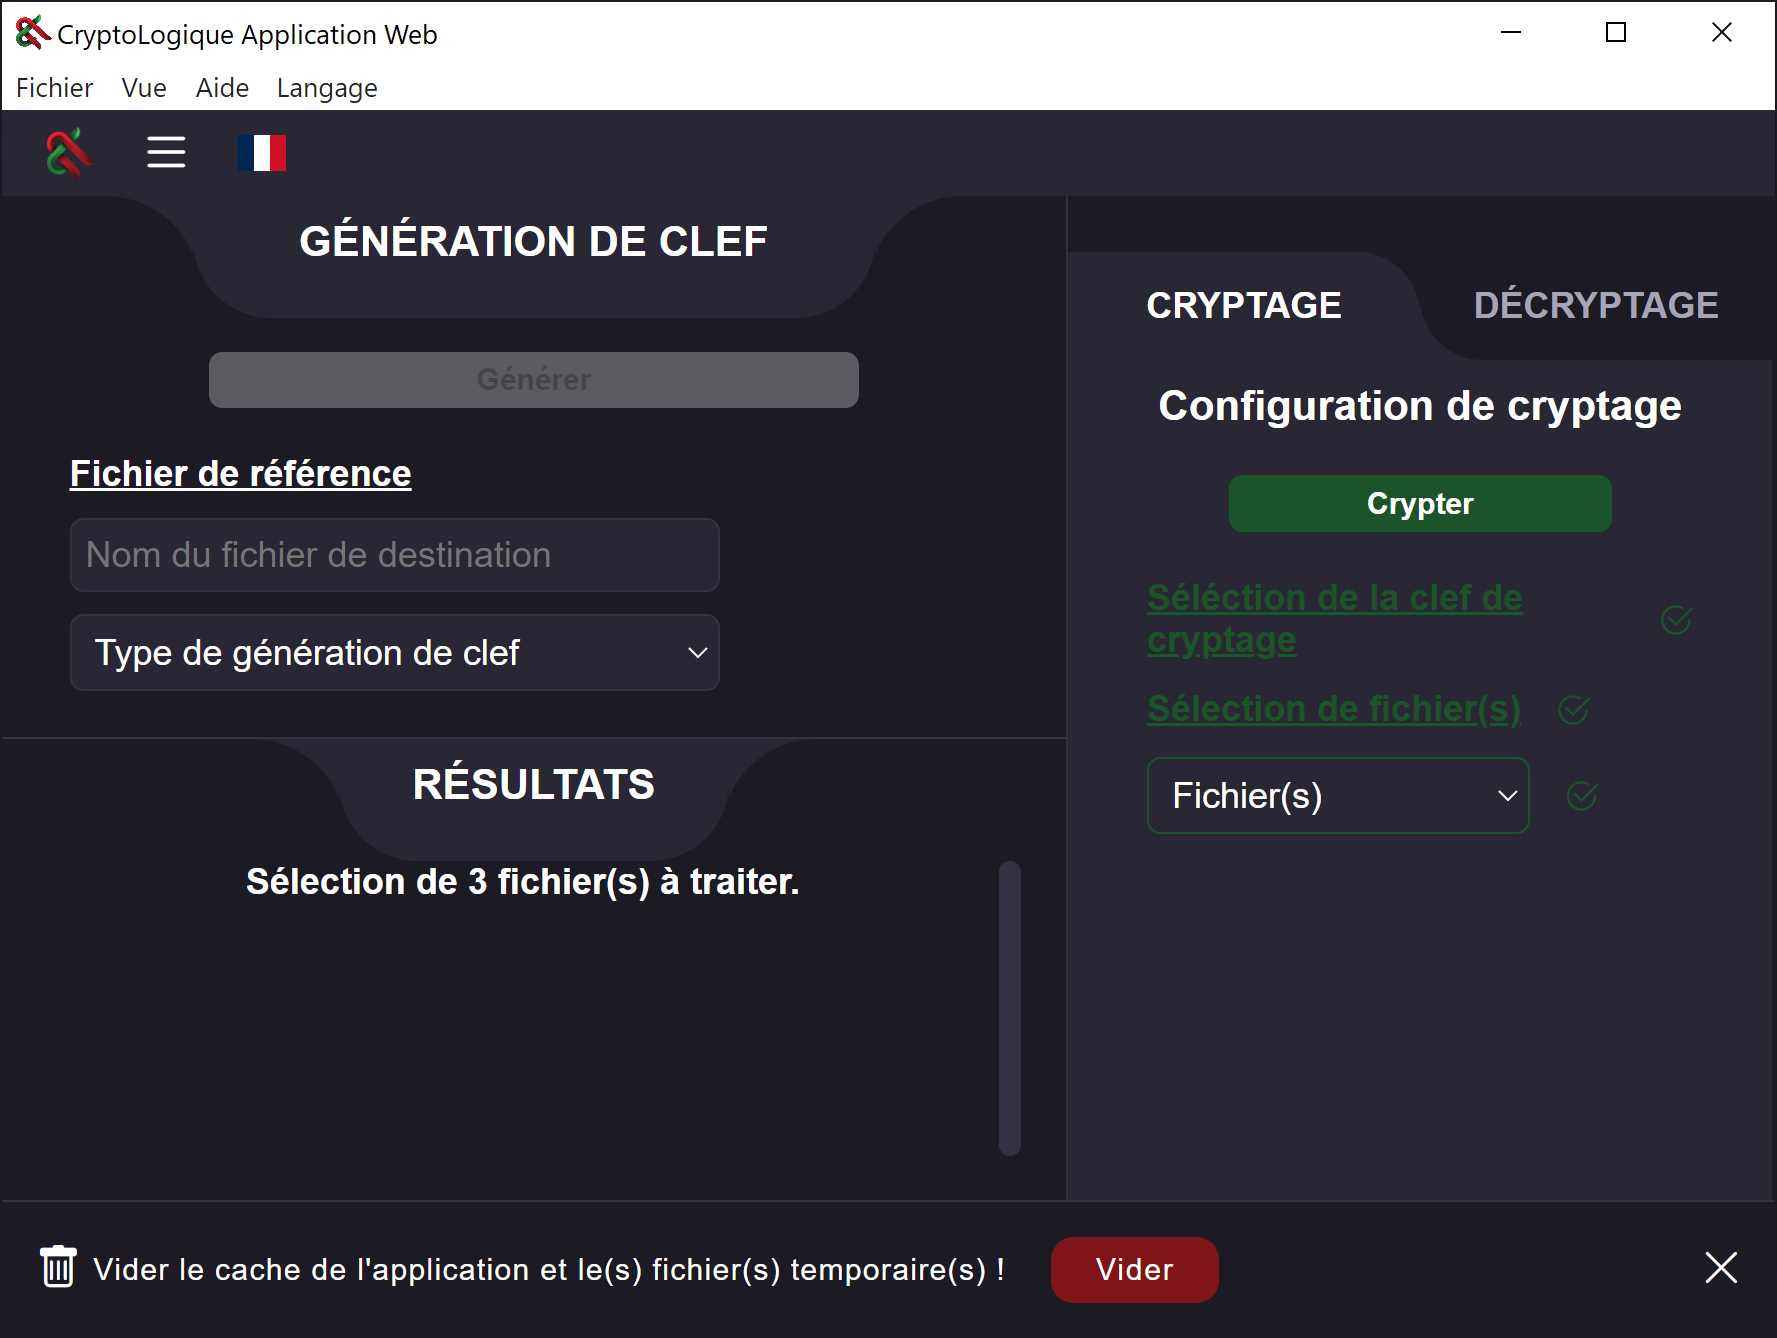 CryptoLogique Application Web
Fichier Vue Aide Langage
GÉNÉRATION DE CLEF
Générer
Fichier de référence
Nom du fichier de destination
Type de génération de clef
RÉSULTATS
Sélection de 3 fichier(s) à traiter.
CRYPTAGE DÉCRYPTAGE
Configuration de cryptage
Crypter
Séléction de la clef de
cryptage
Sélection de fichier(s)
Fichier(s)
Vider le cache de l'application et le(s) fichier(s) temporaire(s) ! Vider